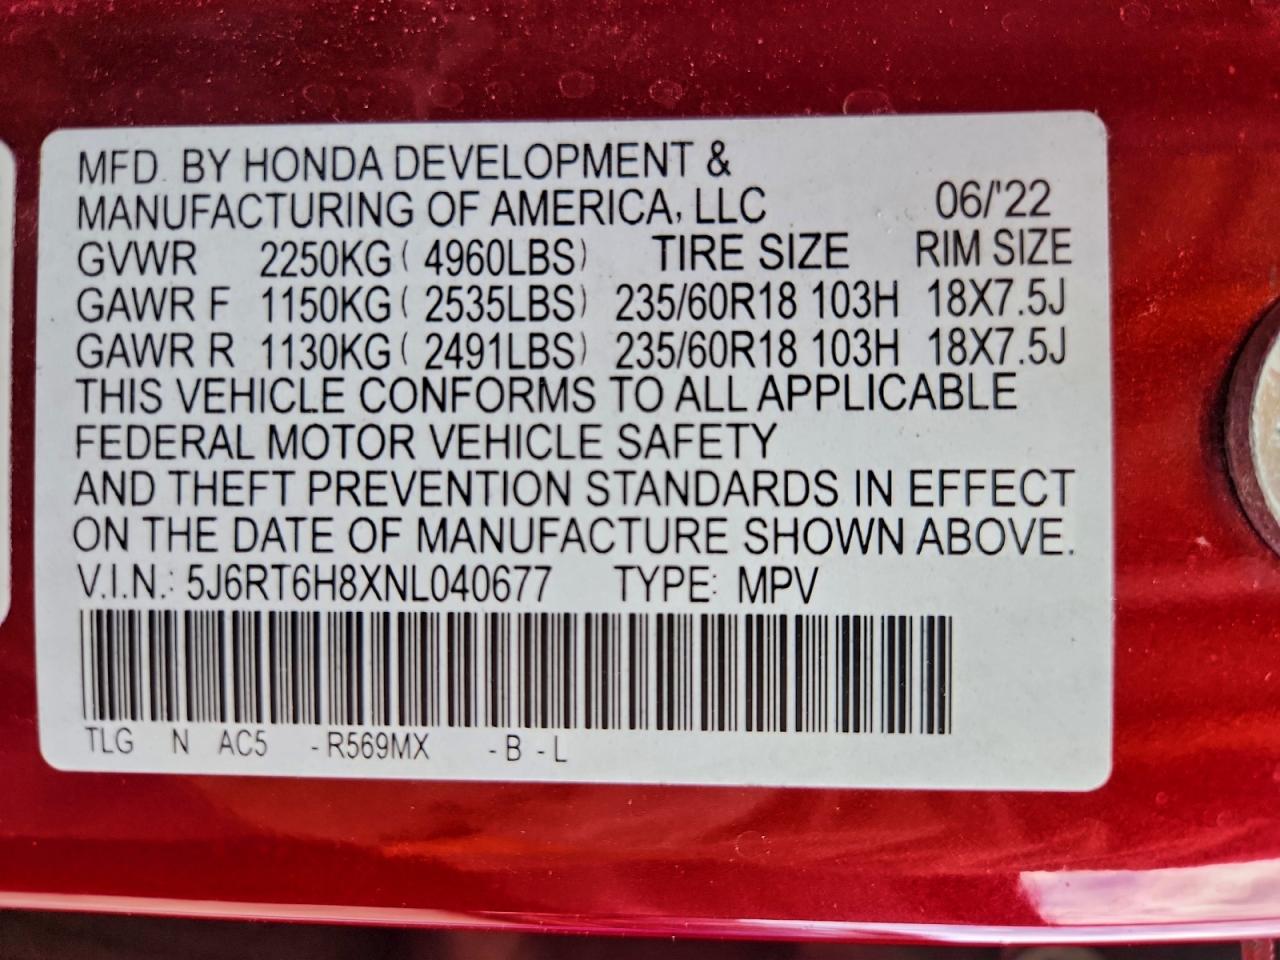 MFD. BY HONDA DEVELOPMENT &
MANUFACTURING OF AMERICA, LLC 06/'22
GVWR 2250KG ( 4960LBS) TIRE SIZE RIM SIZE
GAWR F 1150KG ( 2535LBS) 235/60R18 103H 18X7.5J
GAWR R 1130KG ( 2491LBS) 235/60R18 103H 18X7.5J
THIS VEHICLE CONFORMS TO ALL APPLICABLE
FEDERAL MOTOR VEHICLE SAFETY
AND THEFT PREVENTION STANDARDS IN EFFECT
ON THE DATE OF MANUFACTURE SHOWN ABOVE.
V.I.N.: 5J6RT6H8XNL040677 TYPE: MPV
TLG N AC5 - R569MX - B - L